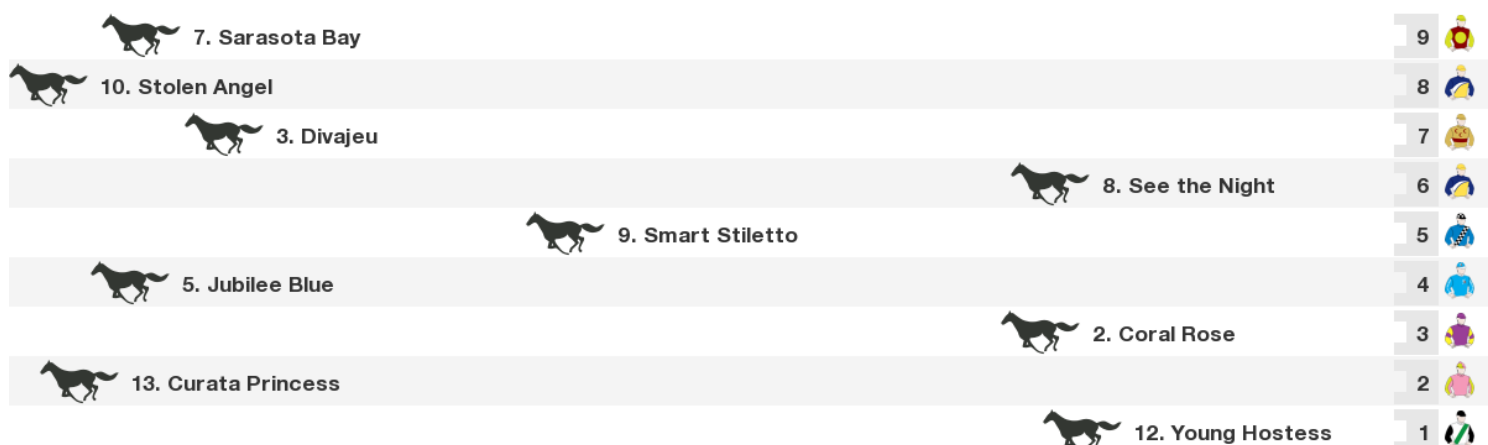 7. Sarasota Bay 9
10. Stolen Angel 8
3. Divajeu 7
8. See the Night 6
9. Smart Stiletto 5
5. Jubilee Blue 4
2. Coral Rose 3
13. Curata Princess 2
12. Young Hostess 1